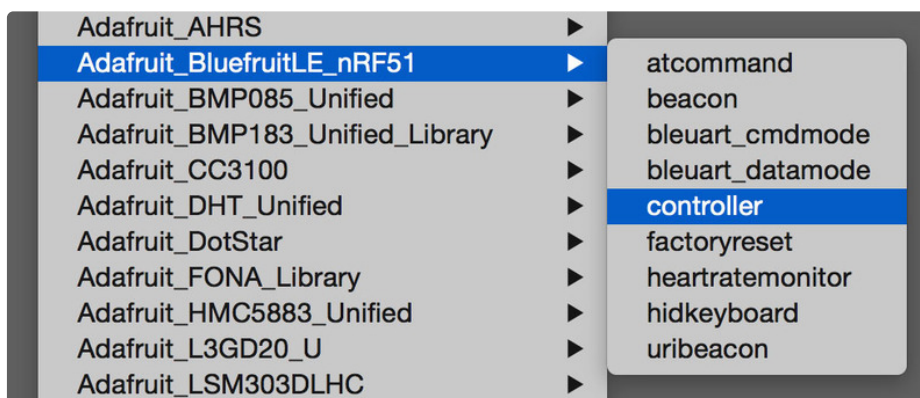 Adafruit_AHRS
Adafruit_BluefruitLE_nRF51
Adafruit_BMP085_Unified
Adafruit_BMP183_Unified_Library
Adafruit_CC3100
Adafruit_DHT_Unified
Adafruit_DotStar
Adafruit_FONA_Library
Adafruit_HMC5883_Unified
Adafruit_L3GD20_U
Adafruit_LSM303DLHC
atcommand
beacon
bleuart_cmdmode
bleuart_datamode
controller
factoryreset
heartratemonitor
hidkeyboard
uribeacon